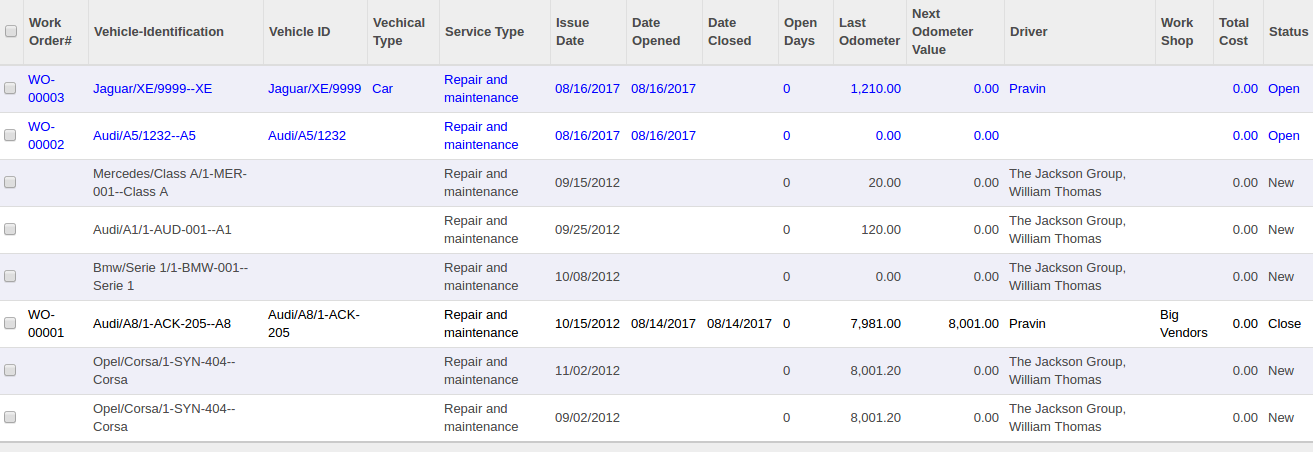 Work Order# Vehicle-Identification Vehicle ID Vechical Type Service Type Issue Date Date Opened Date Closed Open Days Last Odometer Next Odometer Value Driver Work Shop Total Cost Status
WO-00003 Jaguar/XE/9999--XE Jaguar/XE/9999 Car Repair and maintenance 08/16/2017 08/16/2017 0 1,210.00 0.00 Pravin 0.00 Open
WO-00002 Audi/A5/1232--A5 Audi/A5/1232 Repair and maintenance 08/16/2017 08/16/2017 0 0.00 0.00 0.00 Open
Mercedes/Class A/1-MER-001--Class A Repair and maintenance 09/15/2012 0 20.00 0.00 The Jackson Group, William Thomas 0.00 New
Audi/A1/1-AUD-001--A1 Repair and maintenance 09/25/2012 0 120.00 0.00 The Jackson Group, William Thomas 0.00 New
Bmw/Serie 1/1-BMW-001--Serie 1 Repair and maintenance 10/08/2012 0 0.00 0.00 The Jackson Group, William Thomas 0.00 New
WO-00001 Audi/A8/1-ACK-205--A8 Audi/A8/1-ACK-205 Repair and maintenance 10/15/2012 08/14/2017 08/14/2017 0 7,981.00 8,001.00 Pravin Big Vendors 0.00 Close
Opel/Corsa/1-SYN-404--Corsa Repair and maintenance 11/02/2012 0 8,001.20 0.00 The Jackson Group, William Thomas 0.00 New
Opel/Corsa/1-SYN-404--Corsa Repair and maintenance 09/02/2012 0 8,001.20 0.00 The Jackson Group, William Thomas 0.00 New